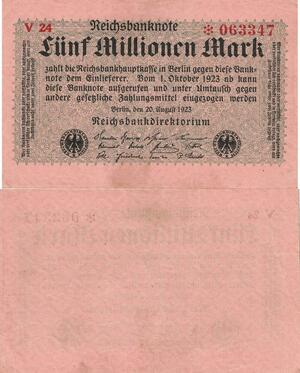 Reichsbanknote
V 24
* 063347
Fünf Millionen Mark
zahlt die Reichsbankhauptkasse in Berlin gegen diese Bank-
note dem Einlieferer. Vom 1. Oktober 1923 ab kann
diese Banknote aufgerufen und unter Umtausch gegen
andere gesetzliche Zahlungsmittel eingezogen werden
Berlin, den 20. August 1923
Reichsbankdirektorium